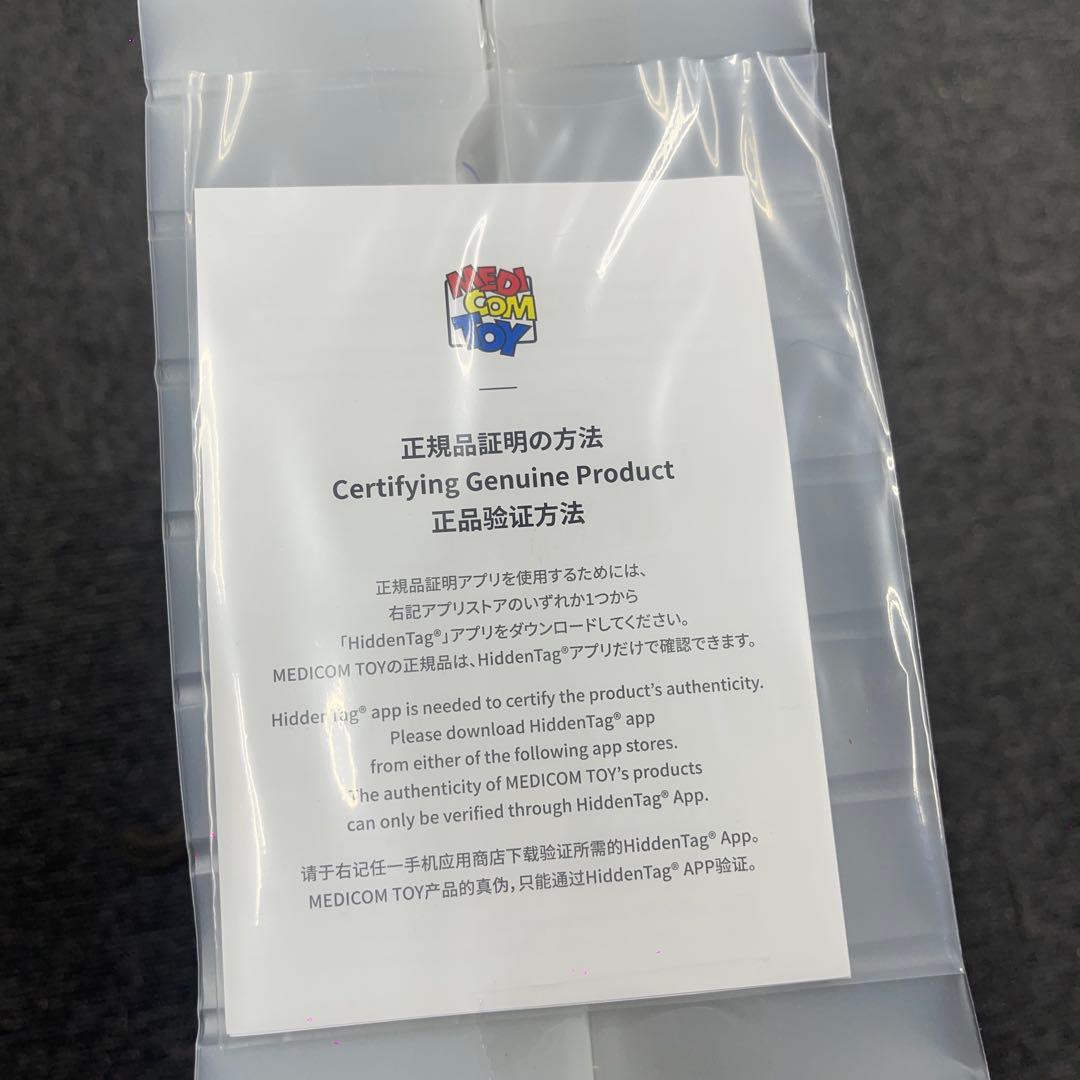 MEDI
COM
TOY
正規品証明の方法
Certifying Genuine Product
正品验证方法
正規品証明アプリを使用するためには、
右記アプリストアのいずれか1つから
「HiddenTag®」アプリをダウンロードしてください。
MEDICOM TOYの正規品は、HiddenTag®アプリだけで確認できます。
HiddenTag® app is needed to certify the product's authenticity.
Please download HiddenTag® app
from either of the following app stores.
The authenticity of MEDICOM TOY's products
can only be verified through HiddenTag® App.
请于右记任一手机应用商店下载验证所需的HiddenTag® App。
MEDICOM TOY产品的真伪，只能通过HiddenTag® APP验证。